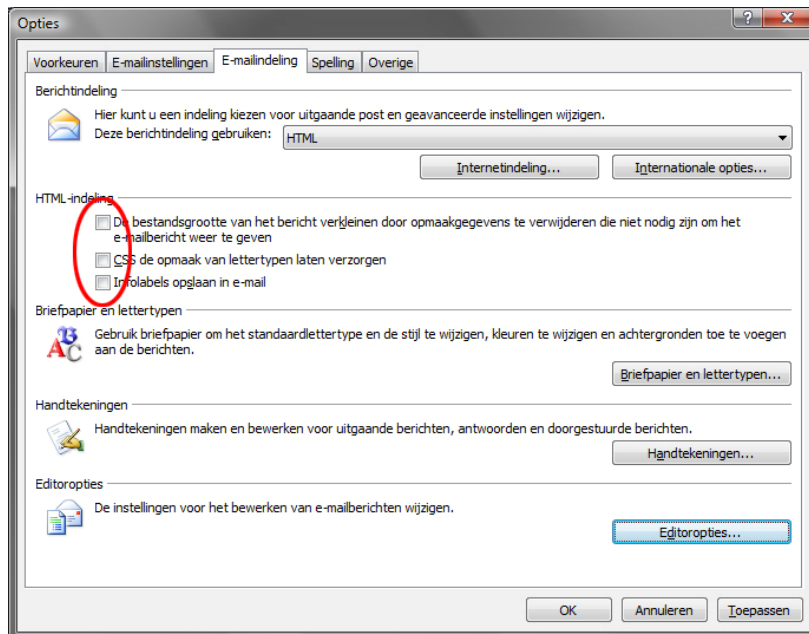 Opties
?
X
Voorkeuren E-mailinstellingen E-mailindeling Spelling Overige
Berichtindeling
Hier kunt u een indeling kiezen voor uitgaande post en geavanceerde instellingen wijzigen.
Deze berichtindeling gebruiken: HTML
Internetindeling... Internationale opties...
HTML-indeling
De bestandsgrootte van het bericht verkleinen door opmaakgegevens te verwijderen die niet nodig zijn om het
e-mailbericht weer te geven
CSS de opmaak van lettertypen laten verzorgen
Infolabels opslaan in e-mail
Briefpapier en lettertypen
Gebruik briefpapier om het standaardlettertype en de stijl te wijzigen, kleuren te wijzigen en achtergronden toe te voegen
aan de berichten.
Briefpapier en lettertypen...
Handtekeningen
Handtekeningen maken en bewerken voor uitgaande berichten, antwoorden en doorgestuurde berichten.
Handtekeningen...
Editoropties
De instellingen voor het bewerken van e-mailberichten wijzigen.
Editoropties...
OK Annuleren Toepassen